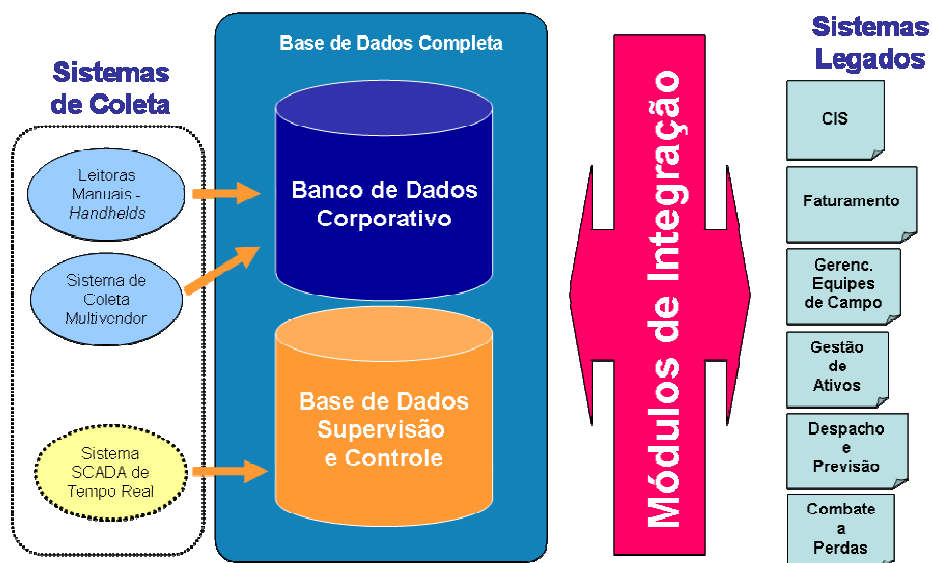 Sistemas
de Coleta
Leitoras
Manuais -
Handhelds
Sistema de
Coleta
Multivendor
Sistema
SCADA de
Tempo Real
Base de Dados Completa
Banco de Dados
Corporativo
Base de Dados
Supervisão
e Controle
Módulos de Integração
Sistemas
Legados
CIS
Faturamento
Gerenc.
Equipes
de Campo
Gestão
de
Ativos
Despacho
e
Previsão
Combate
a
Perdas